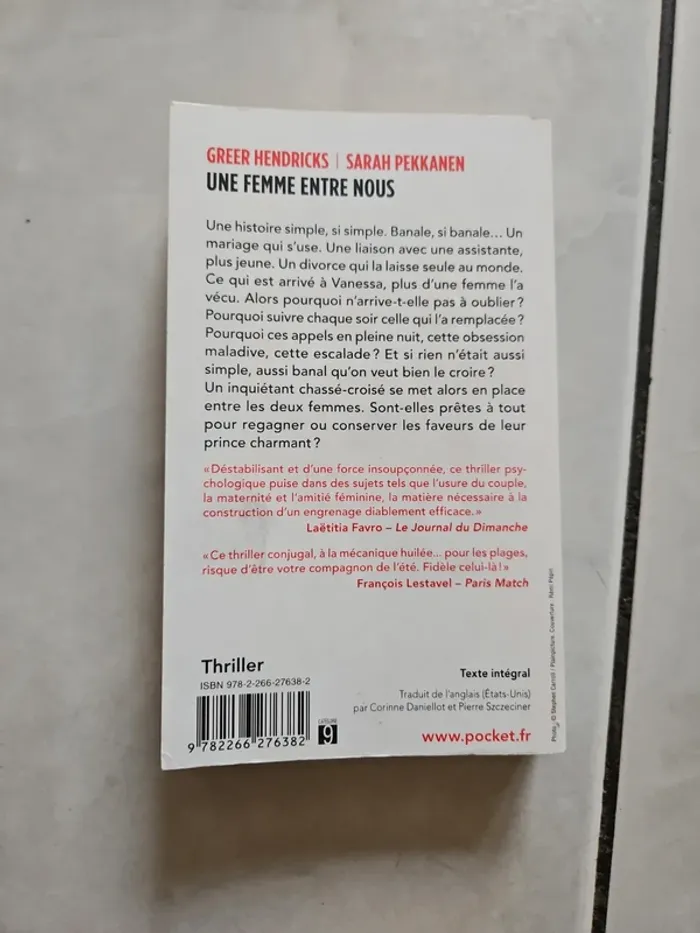 GREER HENDRICKS | SARAH PEKKANEN
UNE FEMME ENTRE NOUS
Une histoire simple, si simple. Banale, si banale... Un
mariage qui s'use. Une liaison avec une assistante,
plus jeune. Un divorce qui la laisse seule au monde.
Ce qui est arrivé à Vanessa, plus d'une femme l'a
vécu. Alors pourquoi n'arrive-t-elle pas à oublier ?
Pourquoi suivre chaque soir celle qui l'a remplacée ?
Pourquoi ces appels en pleine nuit, cette obsession
maladive, cette escalade ? Et si rien n'était aussi
simple, aussi banal qu'on veut bien le croire ?
Un inquiétant chassé-croisé se met alors en place
entre les deux femmes. Sont-elles prêtes à tout
pour regagner ou conserver les faveurs de leur
prince charmant ?
« Déstabilisant et d'une force insoupçonnée, ce thriller psy-
chologique puise dans des sujets tels que l'usure du couple,
la maternité et l'amitié féminine, la matière nécessaire à la
construction d'un engrenage diablement efficace. »
Laëtitia Favro – Le Journal du Dimanche
« Ce thriller conjugal, à la mécanique huilée... pour les plages,
risque d'être votre compagnon de l'été. Fidèle celui-là ! »
François Lestavel – Paris Match
Thriller
ISBN 978-2-266-27638-2
9 782266 276382
CATÉGORIE
9
Texte intégral
Traduit de l'anglais (États-Unis)
par Corinne Daniellot et Pierre Szczeciner
www.pocket.fr
Photo © Stephen Carroll / Plainpicture. Couverture : Rémi Pépin